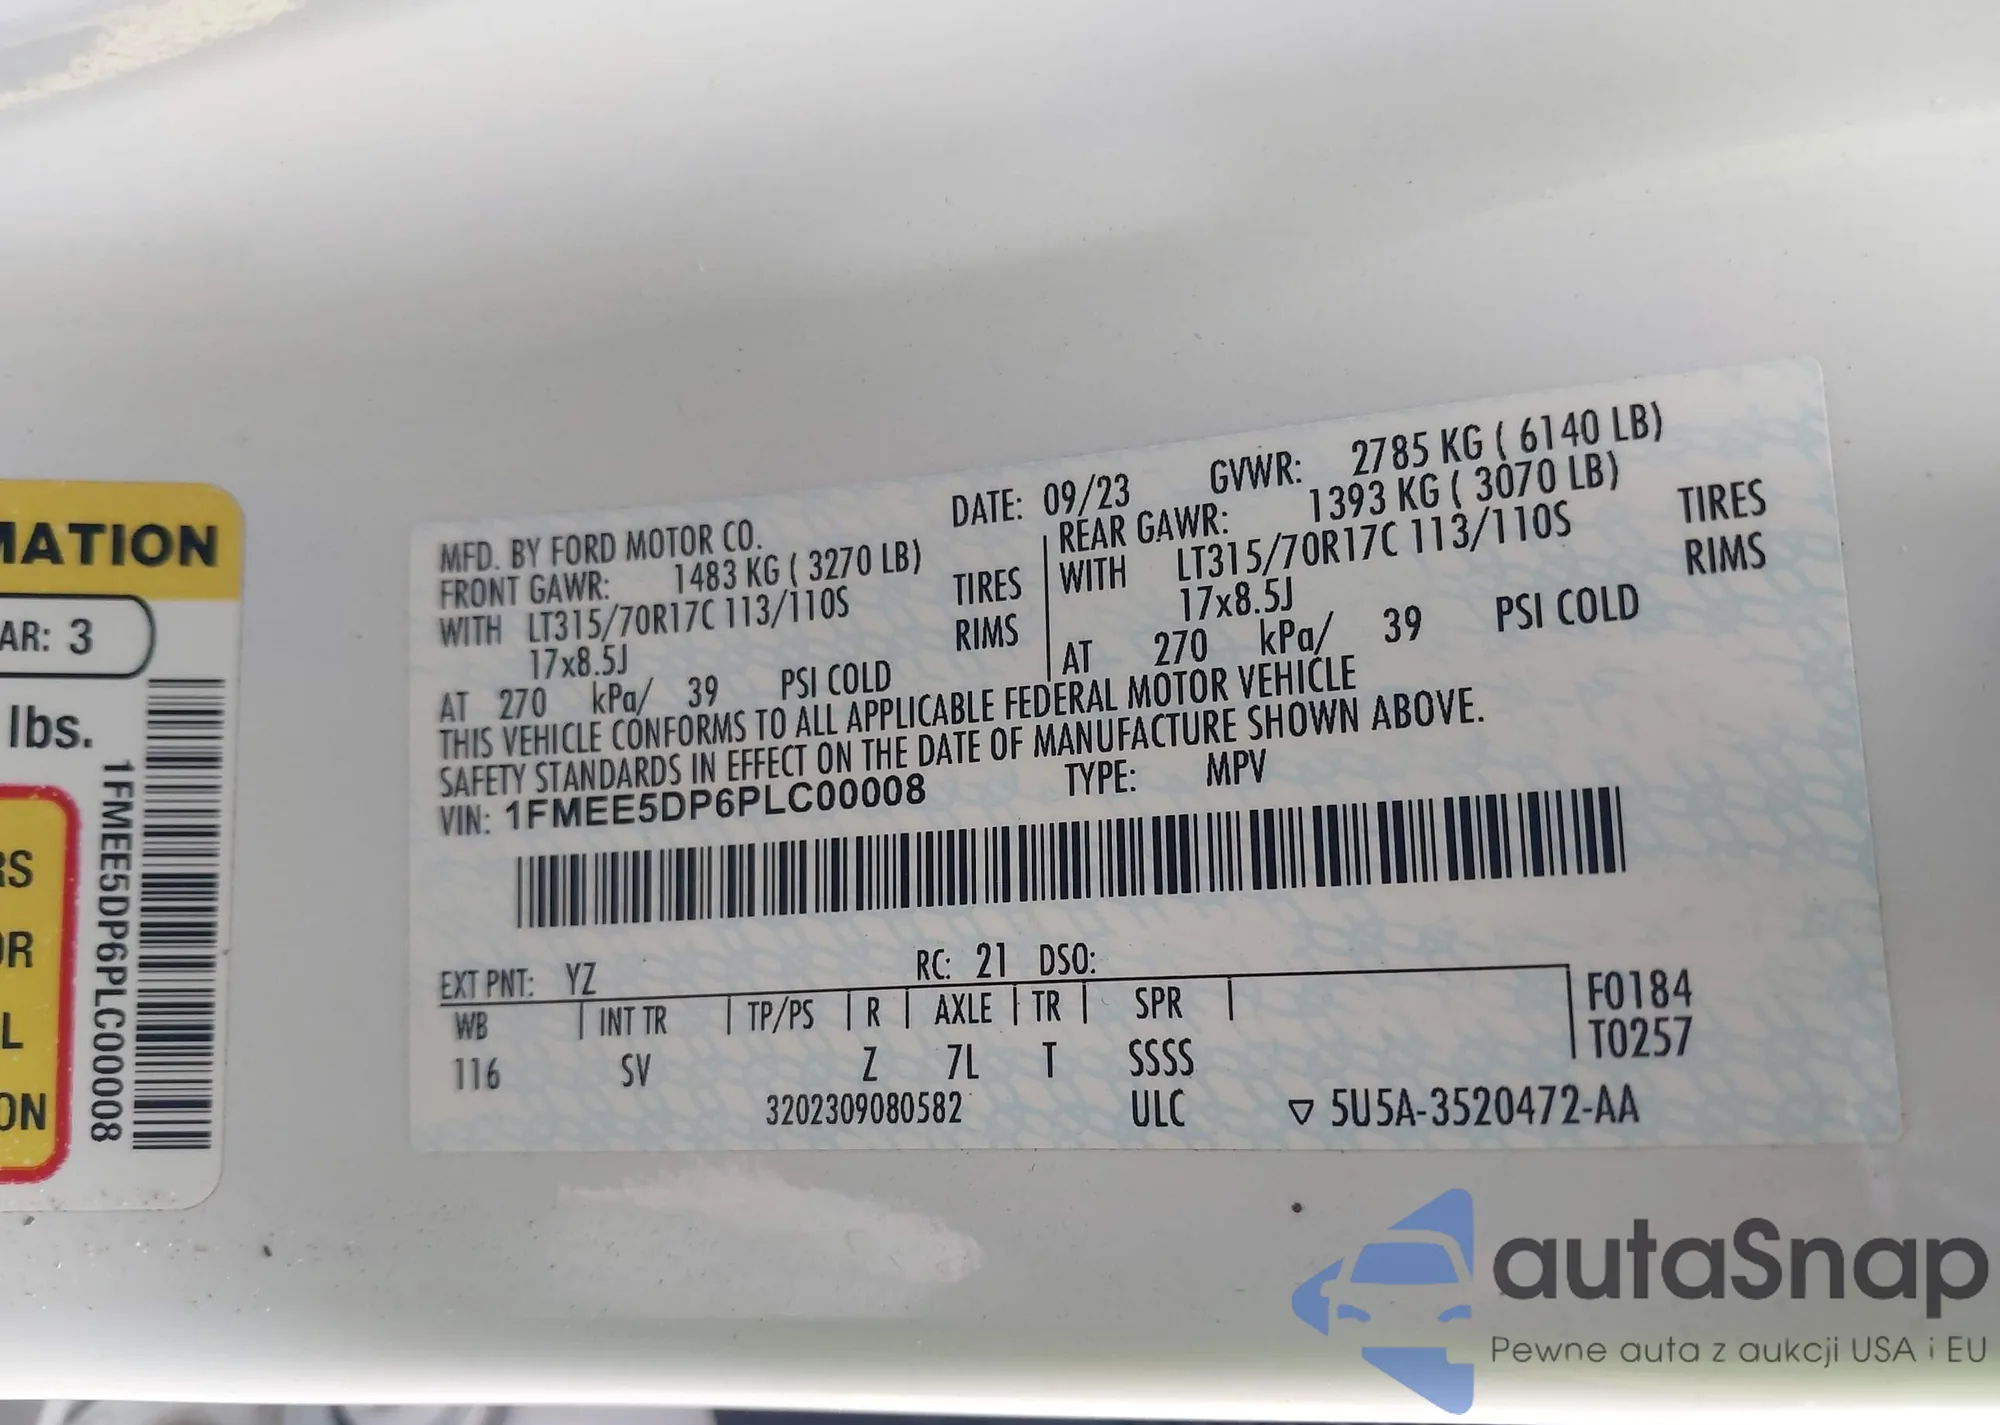 MATION
AR: 3
lbs.
1FMEE5DP6PLC00008
RS
OR
L
ON
MFD. BY FORD MOTOR CO. DATE: 09/23 GVWR: 2785 KG ( 6140 LB)
FRONT GAWR: 1483 KG ( 3270 LB) REAR GAWR: 1393 KG ( 3070 LB)
WITH LT315/70R17C 113/110S TIRES WITH LT315/70R17C 113/110S TIRES
17x8.5J RIMS 17x8.5J RIMS
AT 270 kPa/ 39 PSI COLD AT 270 kPa/ 39 PSI COLD
THIS VEHICLE CONFORMS TO ALL APPLICABLE FEDERAL MOTOR VEHICLE
SAFETY STANDARDS IN EFFECT ON THE DATE OF MANUFACTURE SHOWN ABOVE.
VIN: 1FMEE5DP6PLC00008 TYPE: MPV
EXT PNT: YZ RC: 21 DSO:
WB INT TR TP/PS R AXLE TR SPR F0184
T0257
116 SV Z 7L T SSSS
3202309080582 ULC ▽ 5U5A-3520472-AA
autaSnap
Pewne auta z aukcji USA i EU